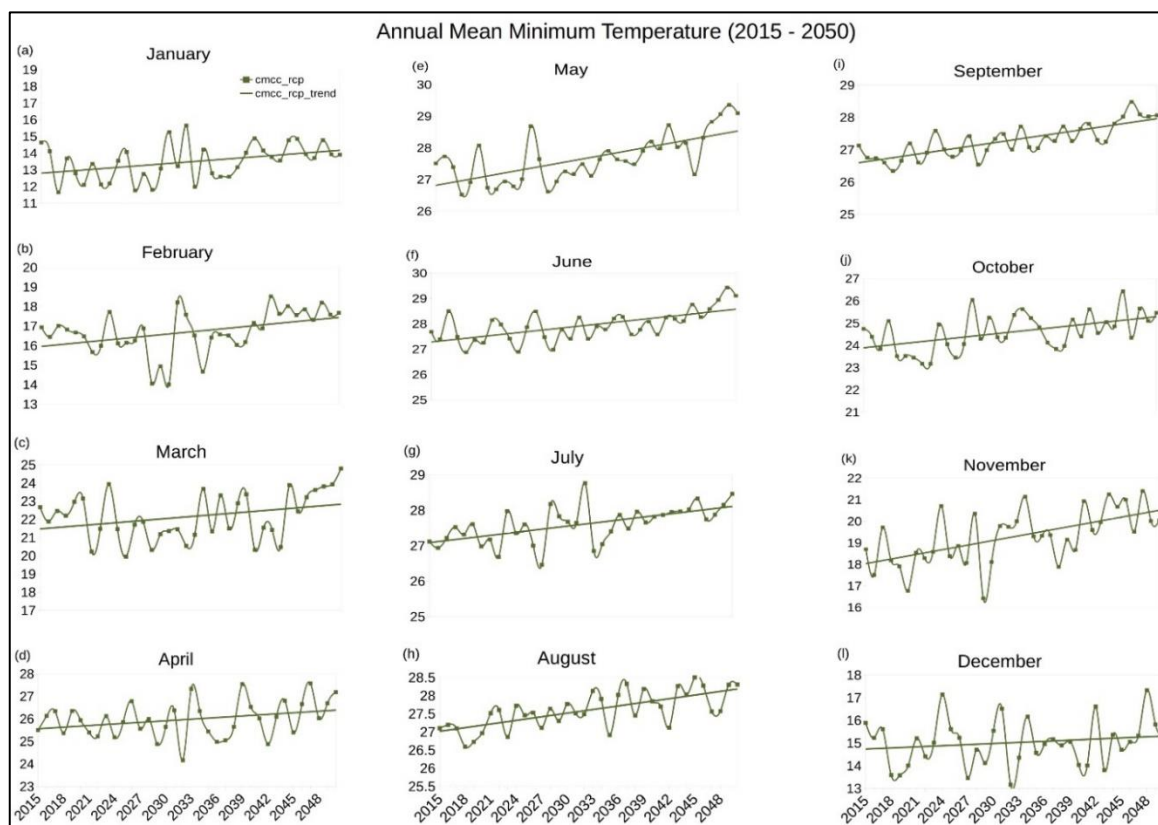 Annual Mean Minimum Temperature (2015 - 2050)
(a)
January
19
18
17
16
15
14
13
12
11
cmcc_rcp
cmcc_rcp_trend
(b)
February
20
19
18
17
16
15
14
13
(c)
March
25
24
23
22
21
20
19
18
17
(d)
April
28
27
26
25
24
23
2015 2018 2021 2024 2027 2030 2033 2036 2039 2042 2045 2048
(e)
May
30
29
28
27
26
(f)
June
30
29
28
27
26
25
(g)
July
29
28
27
26
25
(h)
August
28.5
28
27.5
27
26.5
26
25.5
2015 2018 2021 2024 2027 2030 2033 2036 2039 2042 2045 2048
(i)
September
29
28
27
26
25
(j)
October
27
26
25
24
23
22
21
(k)
November
22
21
20
19
18
17
16
(l)
December
18
17
16
15
14
13
2015 2018 2021 2024 2027 2030 2033 2036 2039 2042 2045 2048